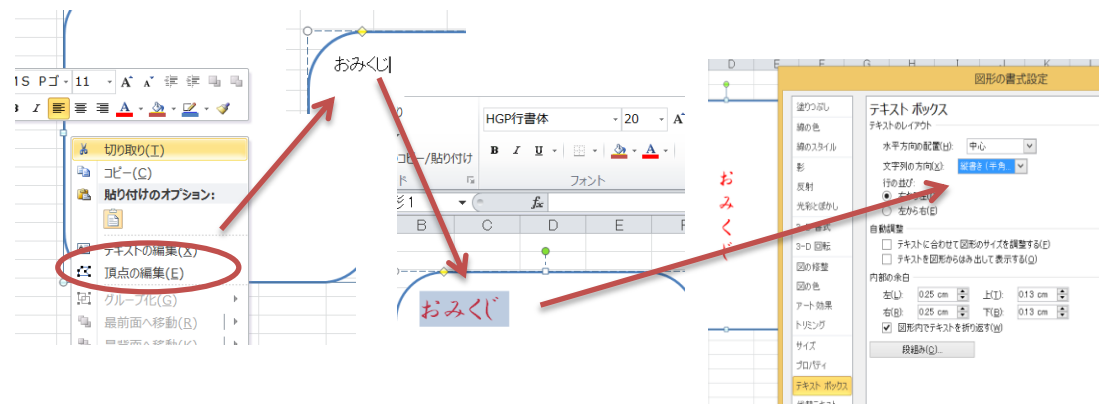 11
A A
I A
切り取り(T)
コピー(C)
貼り付けのオプション:
テキストの編集(X)
頂点の編集(E)
グループ化(G)
最前面へ移動(R)
おみくじ
HGP行書体 20 A
コピー/貼り付け B I U A
フォント
1 fx
B C D E
おみくじ
D E F G H I J K L
図形の書式設定
おみくじ
塗りつぶし
線の色
線のスタイル
影
反射
光彩とぼかし
3-D 回転
図の修整
図の色
アート効果
トリミング
サイズ
プロパティ
テキスト ボックス
テキスト ボックス
テキストのレイアウト
水平方向の配置(H): 中心
文字列の方向(X): 縦書き (半角...
行の並び:
左から右(E)
自動調整
テキストに合わせて図形のサイズを調整する(F)
テキストを図形からはみ出して表示する(O)
内部の余白
左(L): 0.25 cm 上(T): 0.13 cm
右(R): 0.25 cm 下(B): 0.13 cm
図形内でテキストを折り返す(W)
段組み(C)...